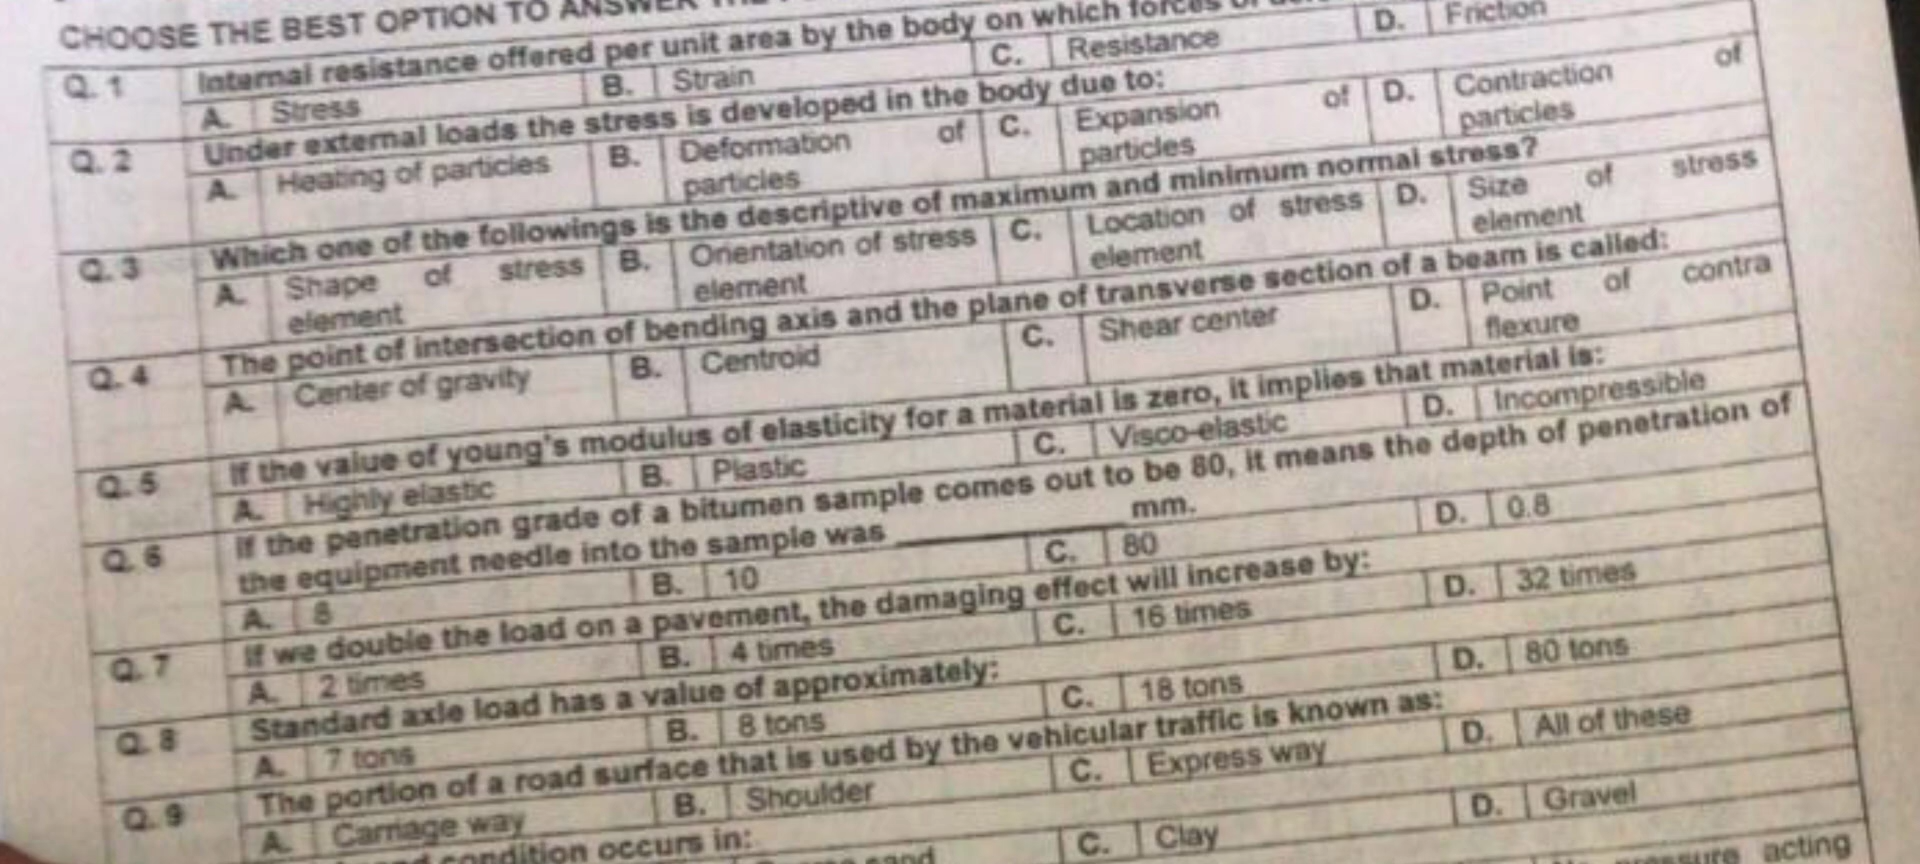 CHOOSE THE BEST OPTION TO ANSWER
Q. 1 Internal resistance offered per unit area by the body on which forces
A. Stress B. Strain C. Resistance D. Friction
Q. 2 Under external loads the stress is developed in the body due to:
A. Heating of particles B. Deformation of particles C. Expansion of particles D. Contraction of particles
Q. 3 Which one of the followings is the descriptive of maximum and minimum normal stress?
A. Shape of stress element B. Orientation of stress element C. Location of stress element D. Size of stress element
Q. 4 The point of intersection of bending axis and the plane of transverse section of a beam is called:
A. Center of gravity B. Centroid C. Shear center D. Point of contra flexure
Q. 5 If the value of young's modulus of elasticity for a material is zero, it implies that material is:
A. Highly elastic B. Plastic C. Visco-elastic D. Incompressible
Q. 6 If the penetration grade of a bitumen sample comes out to be 80, it means the depth of penetration of
the equipment needle into the sample was ________ mm.
A. 8 B. 10 C. 80 D. 0.8
Q. 7 If we double the load on a pavement, the damaging effect will increase by:
A. 2 times B. 4 times C. 16 times D. 32 times
Q. 8 Standard axle load has a value of approximately:
A. 7 tons B. 8 tons C. 18 tons D. 80 tons
Q. 9 The portion of a road surface that is used by the vehicular traffic is known as:
A. Carriage way B. Shoulder C. Express way D. All of these
condition occurs in:
sand C. Clay D. Gravel
pressure acting